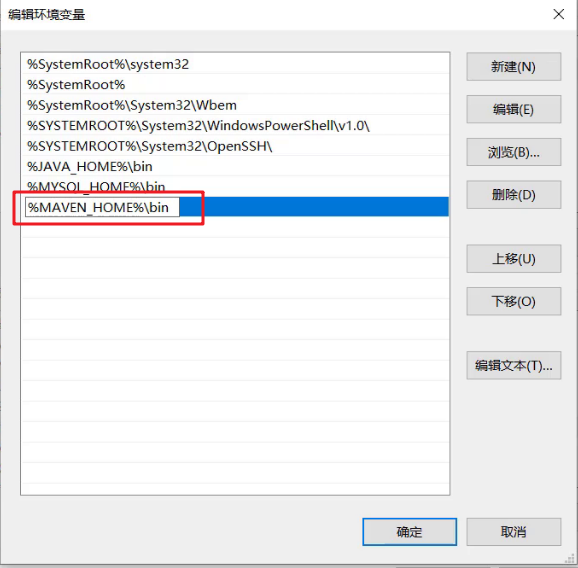 编辑环境变量
%SystemRoot%\system32
%SystemRoot%
%SystemRoot%\System32\Wbem
%SYSTEMROOT%\System32\WindowsPowerShell\v1.0\
%SYSTEMROOT%\System32\OpenSSH\
%JAVA_HOME%\bin
%MYSQL_HOME%\bin
%MAVEN_HOME%\bin
新建(N)
编辑(E)
浏览(B)...
删除(D)
上移(U)
下移(O)
编辑文本(T)...
确定
取消